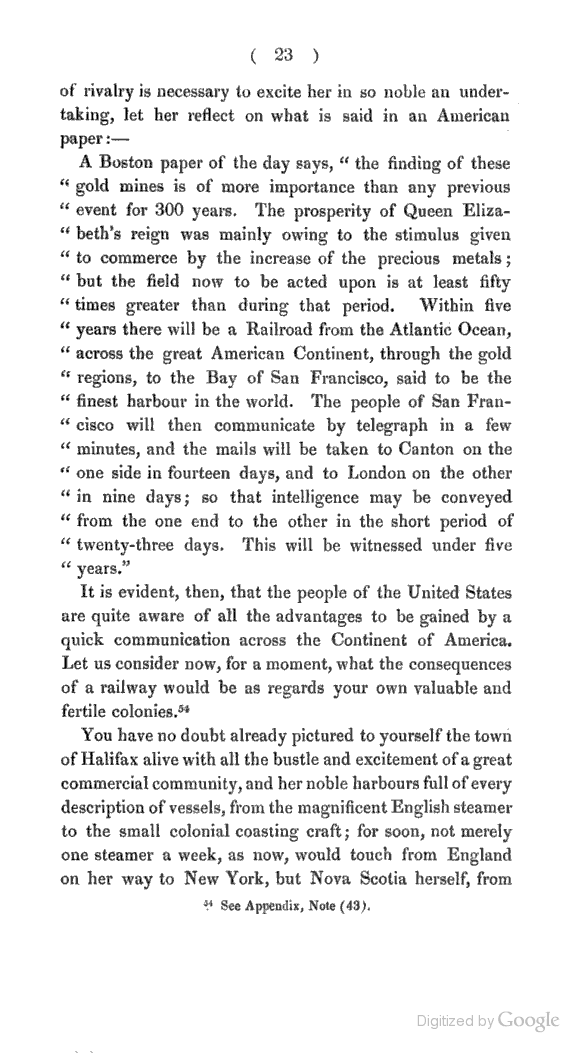 ( 23 )
of rivalry is necessary to excite her in so noble an under-
taking, let her reflect on what is said in an American
paper:—
A Boston paper of the day says, “ the finding of these
“ gold mines is of more importance than any previous
“ event for 300 years. The prosperity of Queen Eliza-
“ beth's reign was mainly owing to the stimulus given
“ to commerce by the increase of the precious metals;
“ but the field now to be acted upon is at least fifty
“ times greater than during that period. Within five
“ years there will be a Railroad from the Atlantic Ocean,
“ across the great American Continent, through the gold
“ regions, to the Bay of San Francisco, said to be the
“ finest harbour in the world. The people of San Fran-
“ cisco will then communicate by telegraph in a few
“ minutes, and the mails will be taken to Canton on the
“ one side in fourteen days, and to London on the other
“ in nine days; so that intelligence may be conveyed
“ from the one end to the other in the short period of
“ twenty-three days. This will be witnessed under five
“ years.”
It is evident, then, that the people of the United States
are quite aware of all the advantages to be gained by a
quick communication across the Continent of America.
Let us consider now, for a moment, what the consequences
of a railway would be as regards your own valuable and
fertile colonies.⁵⁴
You have no doubt already pictured to yourself the town
of Halifax alive with all the bustle and excitement of a great
commercial community, and her noble harbours full of every
description of vessels, from the magnificent English steamer
to the small colonial coasting craft; for soon, not merely
one steamer a week, as now, would touch from England
on her way to New York, but Nova Scotia herself, from
⁵⁴ See Appendix, Note (43).
Digitized by Google